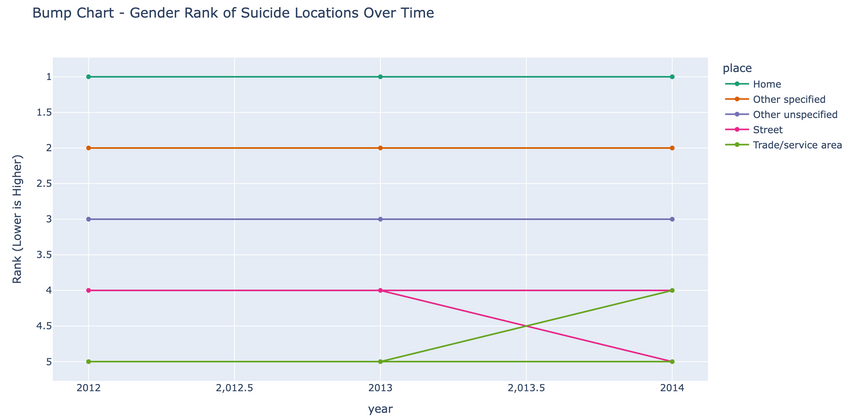 Bump Chart - Gender Rank of Suicide Locations Over Time
place
Home
Other specified
Other unspecified
Street
Trade/service area
Rank (Lower is Higher)
1
1.5
2
2.5
3
3.5
4
4.5
5
2012
2,012.5
2013
2,013.5
2014
year